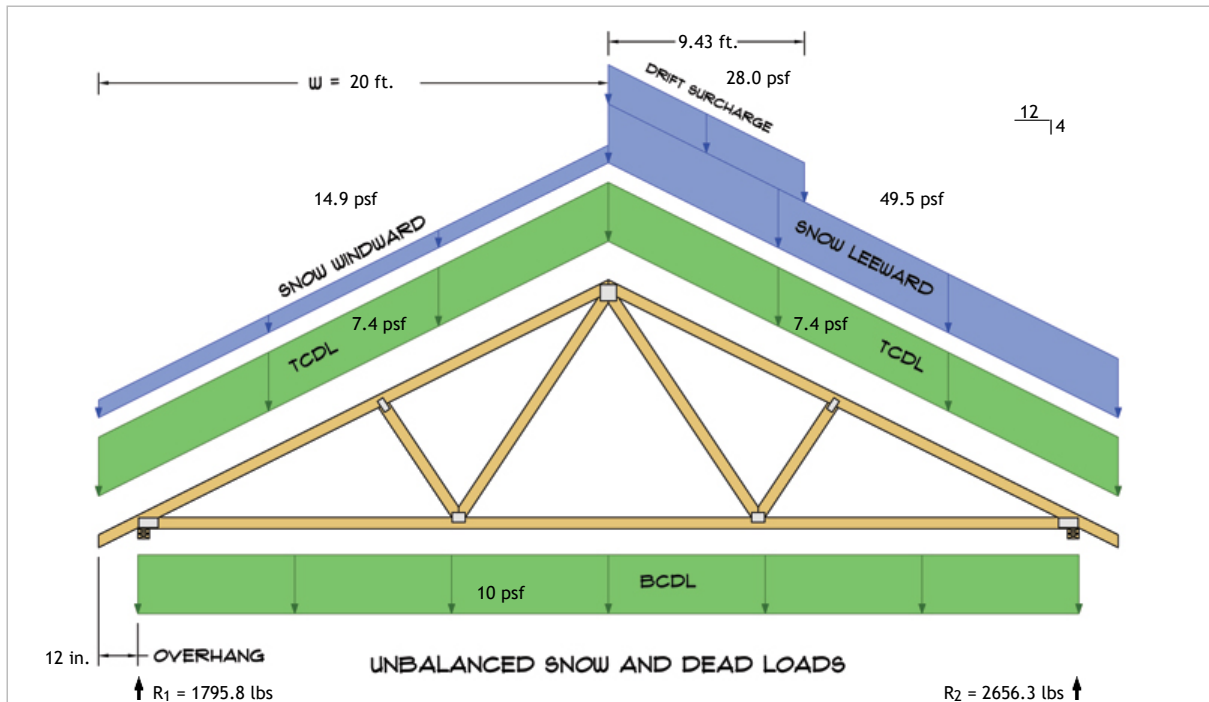 9.43 ft.
W = 20 ft.
DRIFT SURCHARGE
28.0 psf
12
4
14.9 psf
49.5 psf
SNOW WINDWARD
SNOW LEEWARD
7.4 psf
7.4 psf
TCDL
TCDL
10 psf
BCDL
12 in.
OVERHANG
UNBALANCED SNOW AND DEAD LOADS
R1 = 1795.8 lbs
R2 = 2656.3 lbs